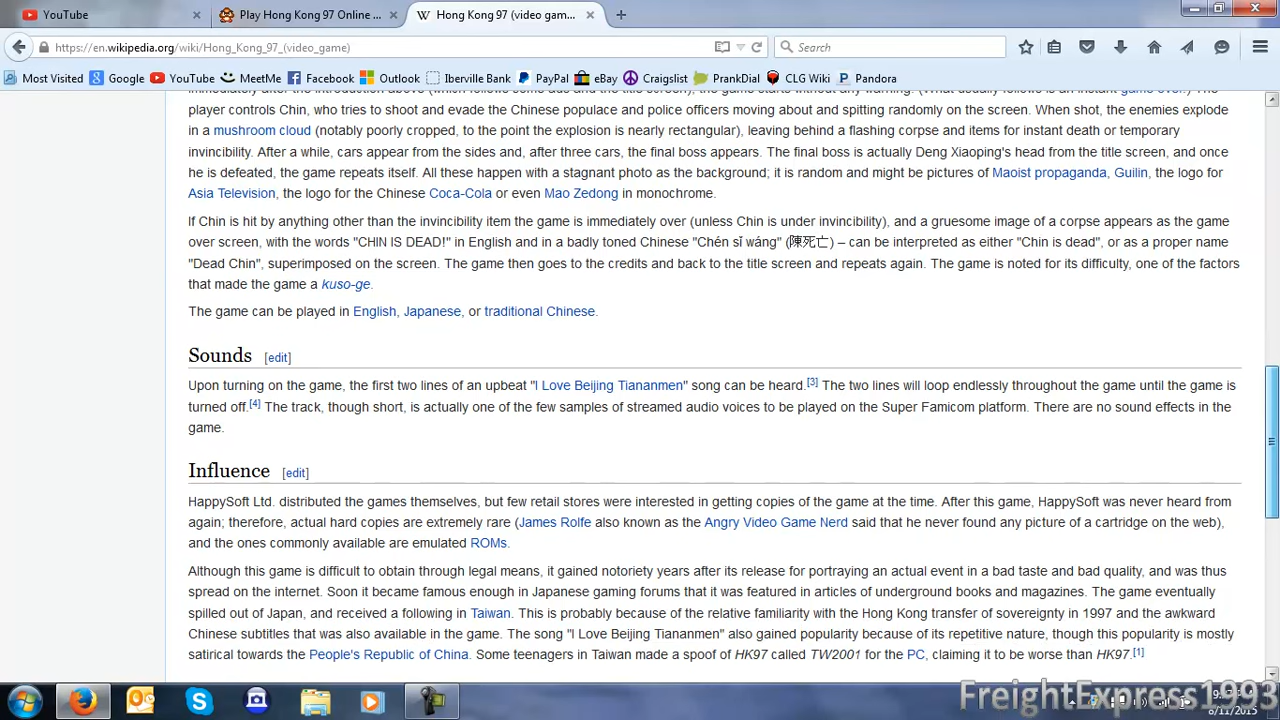 YouTube
Play Hong Kong 97 Online ...
Hong Kong 97 (video gam...
https://en.wikipedia.org/wiki/Hong_Kong_97_(video_game)
Search
Most Visited Google YouTube MeetMe Facebook Outlook Iberville Bank PayPal eBay Craigslist PrankDial CLG Wiki Pandora
immediately after the introduction above (which follows some ads and the title screen), the game starts without any warning. (What usually follows is an instant game over.) The
player controls Chin, who tries to shoot and evade the Chinese populace and police officers moving about and spitting randomly on the screen. When shot, the enemies explode
in a mushroom cloud (notably poorly cropped, to the point the explosion is nearly rectangular), leaving behind a flashing corpse and items for instant death or temporary
invincibility. After a while, cars appear from the sides and, after three cars, the final boss appears. The final boss is actually Deng Xiaoping's head from the title screen, and once
he is defeated, the game repeats itself. All these happen with a stagnant photo as the background; it is random and might be pictures of Maoist propaganda, Guilin, the logo for
Asia Television, the logo for the Chinese Coca-Cola or even Mao Zedong in monochrome.
If Chin is hit by anything other than the invincibility item the game is immediately over (unless Chin is under invincibility), and a gruesome image of a corpse appears as the game
over screen, with the words "CHIN IS DEAD!" in English and in a badly toned Chinese "Chén sǐ wáng" (陳死亡) – can be interpreted as either "Chin is dead", or as a proper name
"Dead Chin", superimposed on the screen. The game then goes to the credits and back to the title screen and repeats again. The game is noted for its difficulty, one of the factors
that made the game a kuso-ge.
The game can be played in English, Japanese, or traditional Chinese.
Sounds [edit]
Upon turning on the game, the first two lines of an upbeat "I Love Beijing Tiananmen" song can be heard.[3] The two lines will loop endlessly throughout the game until the game is
turned off.[4] The track, though short, is actually one of the few samples of streamed audio voices to be played on the Super Famicom platform. There are no sound effects in the
game.
Influence [edit]
HappySoft Ltd. distributed the games themselves, but few retail stores were interested in getting copies of the game at the time. After this game, HappySoft was never heard from
again; therefore, actual hard copies are extremely rare (James Rolfe also known as the Angry Video Game Nerd said that he never found any picture of a cartridge on the web),
and the ones commonly available are emulated ROMs.
Although this game is difficult to obtain through legal means, it gained notoriety years after its release for portraying an actual event in a bad taste and bad quality, and was thus
spread on the internet. Soon it became famous enough in Japanese gaming forums that it was featured in articles of underground books and magazines. The game eventually
spilled out of Japan, and received a following in Taiwan. This is probably because of the relative familiarity with the Hong Kong transfer of sovereignty in 1997 and the awkward
Chinese subtitles that was also available in the game. The song "I Love Beijing Tiananmen" also gained popularity because of its repetitive nature, though this popularity is mostly
satirical towards the People's Republic of China. Some teenagers in Taiwan made a spoof of HK97 called TW2001 for the PC, claiming it to be worse than HK97.[1]
FreightExpress1993
6/11/2015